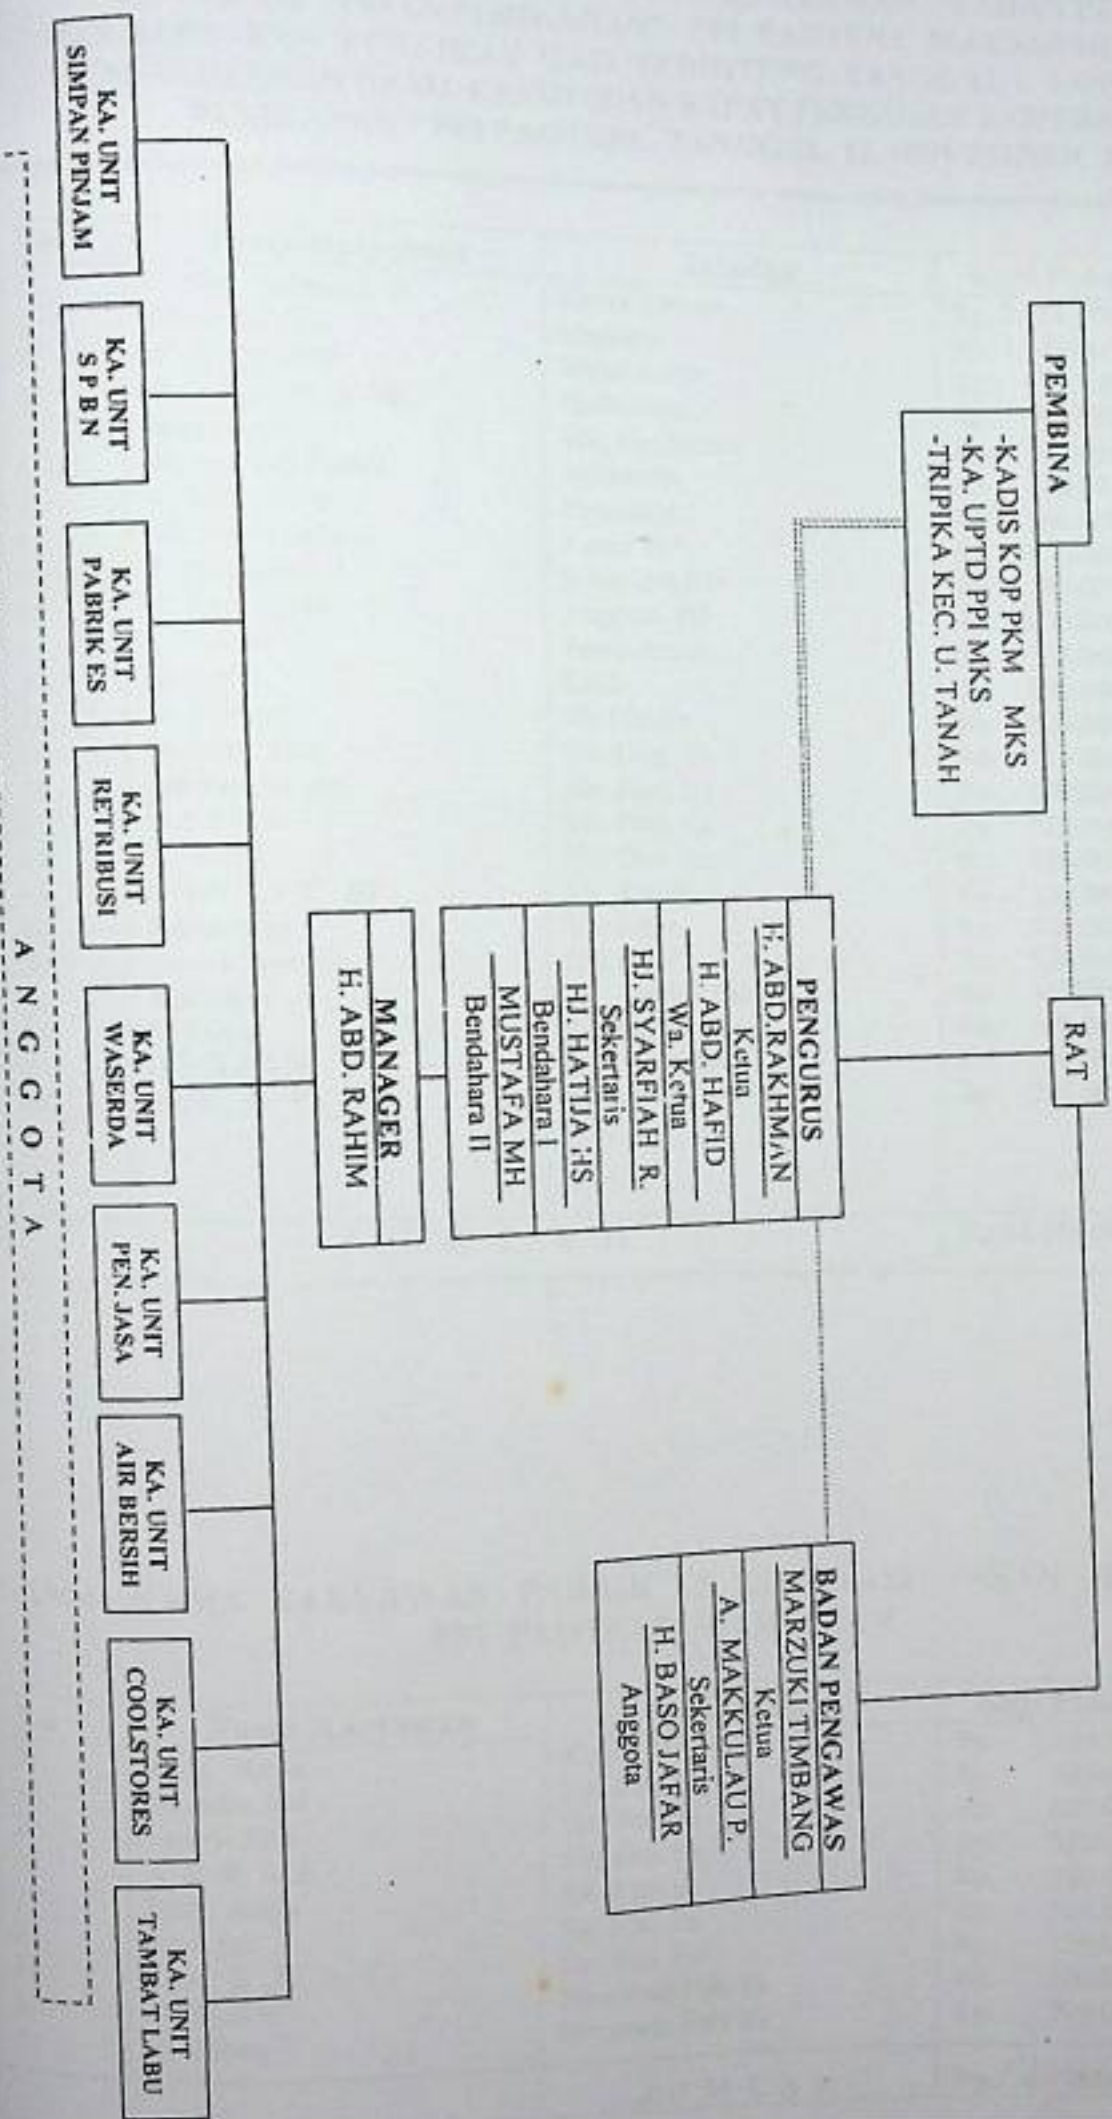 RAT
PEMBINA
-KADIS KOP PKM MKS
-KA. UPTD PPI MKS
-TRIPIKA KEC. U. TANAH
PENGURUS
H. ABD.RAKHMAN
Ketua
H. ABD. HAFID
Wa. Ketua
HJ. SYARFIAH R.
Sekertaris
HJ. HATIJA HS
Bendahara I
MUSTAFA MH
Bendahara II
BADAN PENGAWAS
MARZUKI TIMBANG
Ketua
A. MAKKULAU P.
Sekertaris
H. BASO JAFAR
Anggota
MANAGER
H. ABD. RAHIM
KA. UNIT
SIMPAN PINJAM
KA. UNIT
S P B N
KA. UNIT
PABRIK ES
KA. UNIT
RETRIBUSI
KA. UNIT
WASERDA
KA. UNIT
PEN. JASA
KA. UNIT
AIR BERSIH
KA. UNIT
COOLSTORES
KA. UNIT
TAMBAT LABU
A N G G O T A